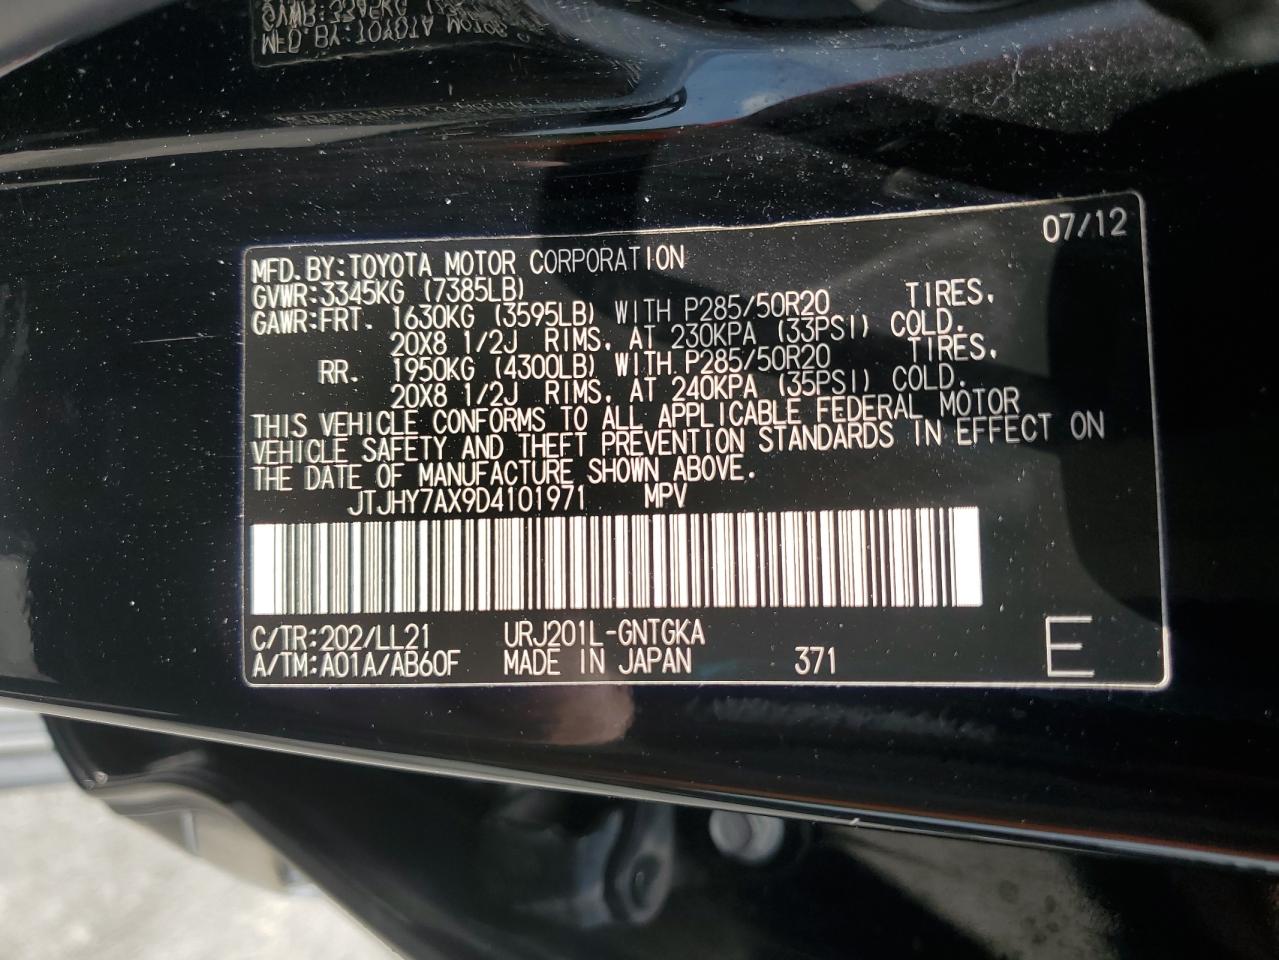 07/12
MFD. BY:TOYOTA MOTOR CORPORATION
GVWR:3345KG (7385LB)
GAWR:FRT. 1630KG (3595LB) WITH P285/50R20 TIRES,
20X8 1/2J RIMS, AT 230KPA (33PSI) COLD.
RR. 1950KG (4300LB) WITH P285/50R20 TIRES,
20X8 1/2J RIMS, AT 240KPA (35PSI) COLD.
THIS VEHICLE CONFORMS TO ALL APPLICABLE FEDERAL MOTOR
VEHICLE SAFETY AND THEFT PREVENTION STANDARDS IN EFFECT ON
THE DATE OF MANUFACTURE SHOWN ABOVE.
JTJHY7AX9D4101971 MPV
C/TR:202/LL21 URJ201L-GNTGKA
A/TM:A01A/AB60F MADE IN JAPAN 371 E